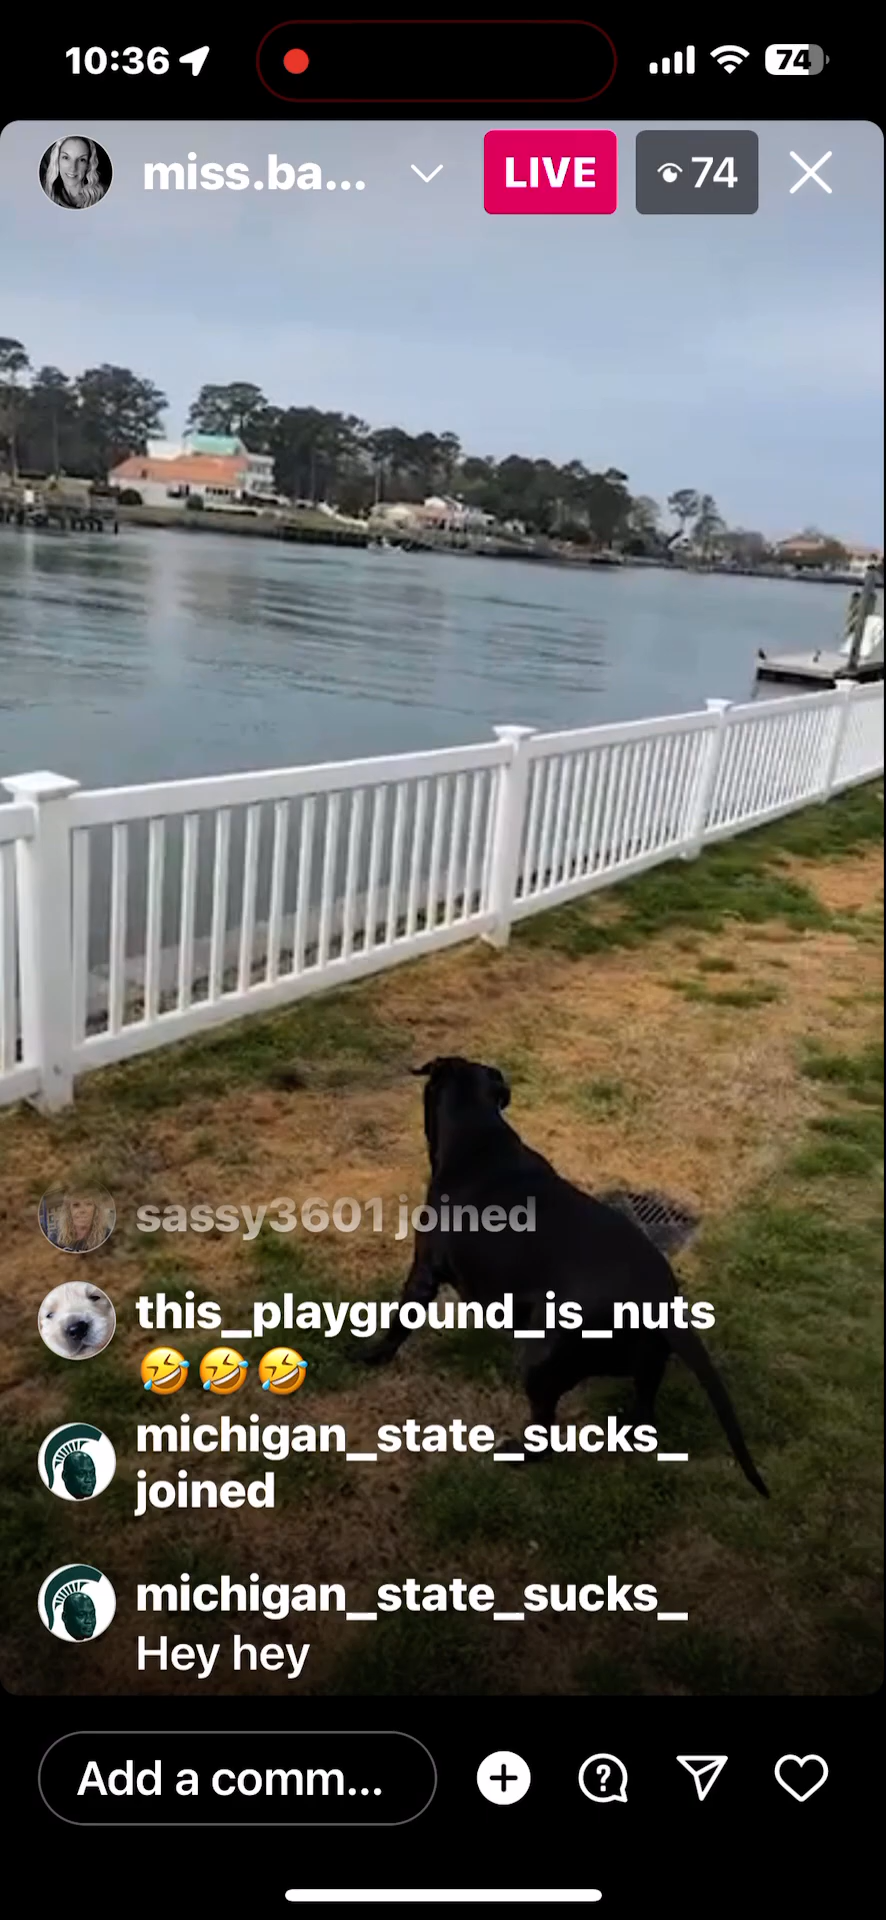 10:36
74
miss.ba...
LIVE
74
sassy3601 joined
this_playground_is_nuts
🤣🤣🤣
michigan_state_sucks_
joined
michigan_state_sucks_
Hey hey
Add a comm...